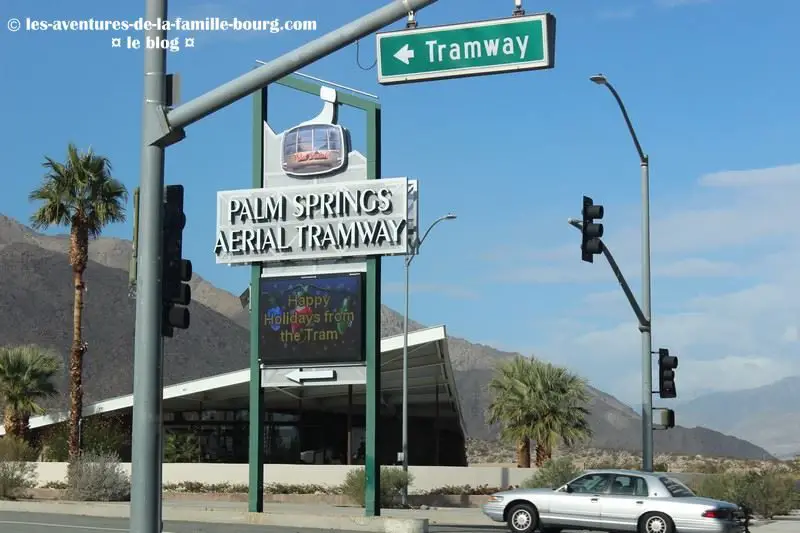 © les-aventures-de-la-famille-bourg.com
¤ le blog ¤
Tramway
PALM SPRINGS
AERIAL TRAMWAY
Happy
Holidays from
the Tram